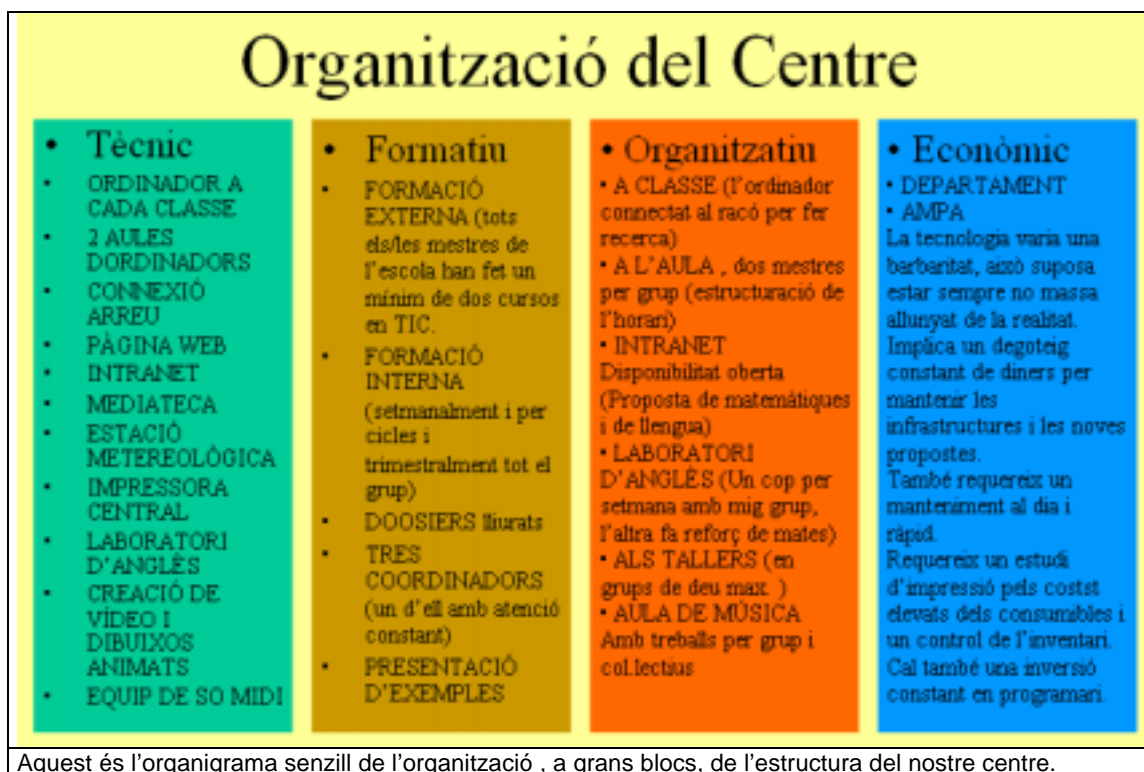 Organització del Centre
• Tècnic
• ORDINADOR A
CADA CLASSE
• 2 AULES
DORDINADORS
• CONNEXIÓ
ARREU
• PÀGINA WEB
• INTRANET
• MEDIATECA
• ESTACIÓ
METEREOLÒGICA
• IMPRESSORA
CENTRAL
• LABORATORI
D'ANGLÈS
• CREACIÓ DE
VÍDEO I
DIBUIXOS
ANIMATS
• EQUIP DE SO MIDI
• Formatiu
• FORMACIÓ
EXTERNA (tots
els/les mestres de
l'escola han fet un
mínim de dos cursos
en TIC.
• FORMACIÓ
INTERNA
(setmanalment i per
cicles i
trimestralment tot el
grup)
• DOOSIERS lliurats
• TRES
COORDINADORS
(un d'ell amb atenció
constant)
• PRESENTACIÓ
D'EXEMPLES
• Organitzatiu
• A CLASSE (l'ordinador
connectat al racó per fer
recerca)
• A L'AULA , dos mestres
per grup (estructuració de
l'horari)
• INTRANET
Disponibilitat oberta
(Proposta de matemàtiques
i de llengua)
• LABORATORI
D'ANGLÈS (Un cop per
setmana amb mig grup,
l'altra fa reforç de mates)
• ALS TALLERS (en
grups de deu max. )
• AULA DE MÚSICA
Amb treballs per grup i
col.lectius
• Econòmic
• DEPARTAMENT
• AMPA
La tecnologia varia una
barbaritat, això suposa
estar sempre no massa
allunyat de la realitat.
Implica un degoteig
constant de diners per
mantenir les
infrastructures i les noves
propostes.
També requereix un
manteniment al dia i
ràpid.
Requereix un estudi
d'impressió pels costst
elevats dels consumibles i
un control de l'inventari.
Cal també una inversió
constant en programari.
Aquest és l'organigrama senzill de l'organització , a grans blocs, de l'estructura del nostre centre.